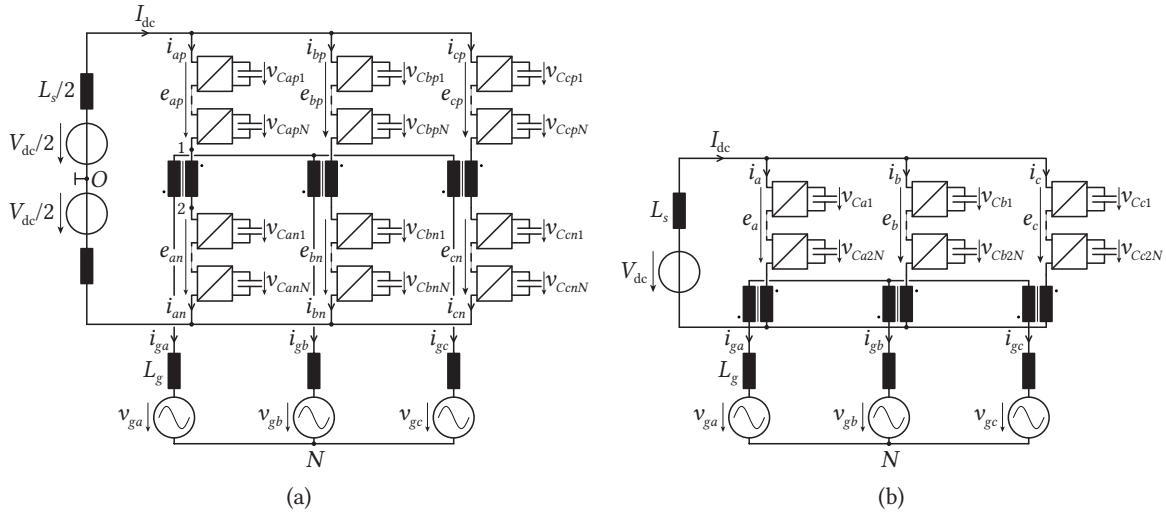 I_dc
i_ap i_bp i_cp
v_Cap1 v_Cbp1 v_Ccp1
L_s/2 e_ap e_bp e_cp
v_CapN v_CbpN v_CcpN
V_dc/2
1
O
2
V_dc/2
v_Can1 v_Cbn1 v_Ccn1
e_an e_bn e_cn
v_CanN v_CbnN v_CcnN
i_an i_bn i_cn
i_ga i_gb i_gc
L_g
v_ga v_gb v_gc
N
(a)
I_dc
i_a i_b i_c
v_Ca1 v_Cb1 v_Cc1
L_s e_a e_b e_c
v_Ca2N v_Cb2N v_Cc2N
V_dc
i_ga i_gb i_gc
L_g
v_ga v_gb v_gc
N
(b)